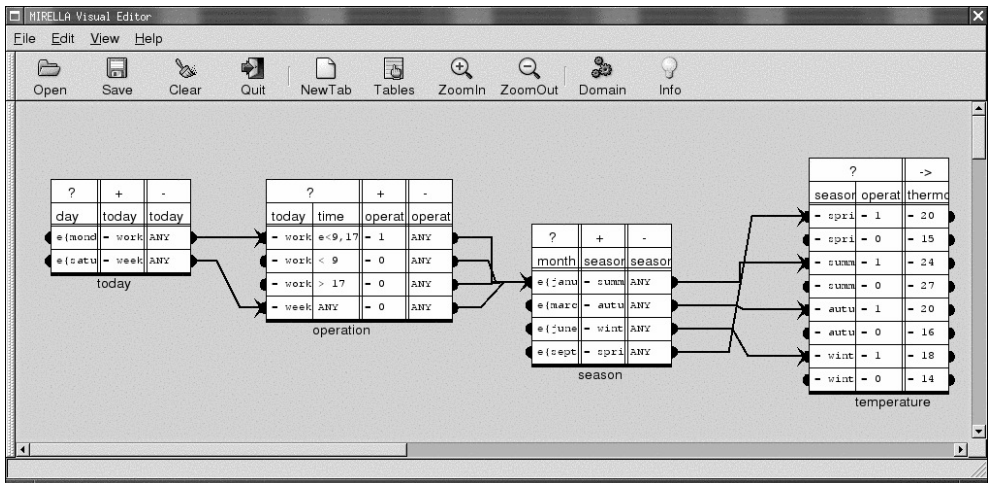 MIRELLA Visual Editor
File Edit View Help
Open Save Clear Quit NewTab Tables ZoomIn ZoomOut Domain Info
? + -
day today today
e{mond = work ANY
e{satu = week ANY
today
? + -
today time operat operat
= work e<9,17 = 1 ANY
= work < 9 = 0 ANY
= work > 17 = 0 ANY
= week ANY = 0 ANY
operation
? + -
month season season
e{janu = summ ANY
e{marc = autu ANY
e{june = wint ANY
e{sept = spri ANY
season
? ->
season operat thermo
= spri = 1 = 20
= spri = 0 = 15
= summ = 1 = 24
= summ = 0 = 27
= autu = 1 = 20
= autu = 0 = 16
= wint = 1 = 18
= wint = 0 = 14
temperature